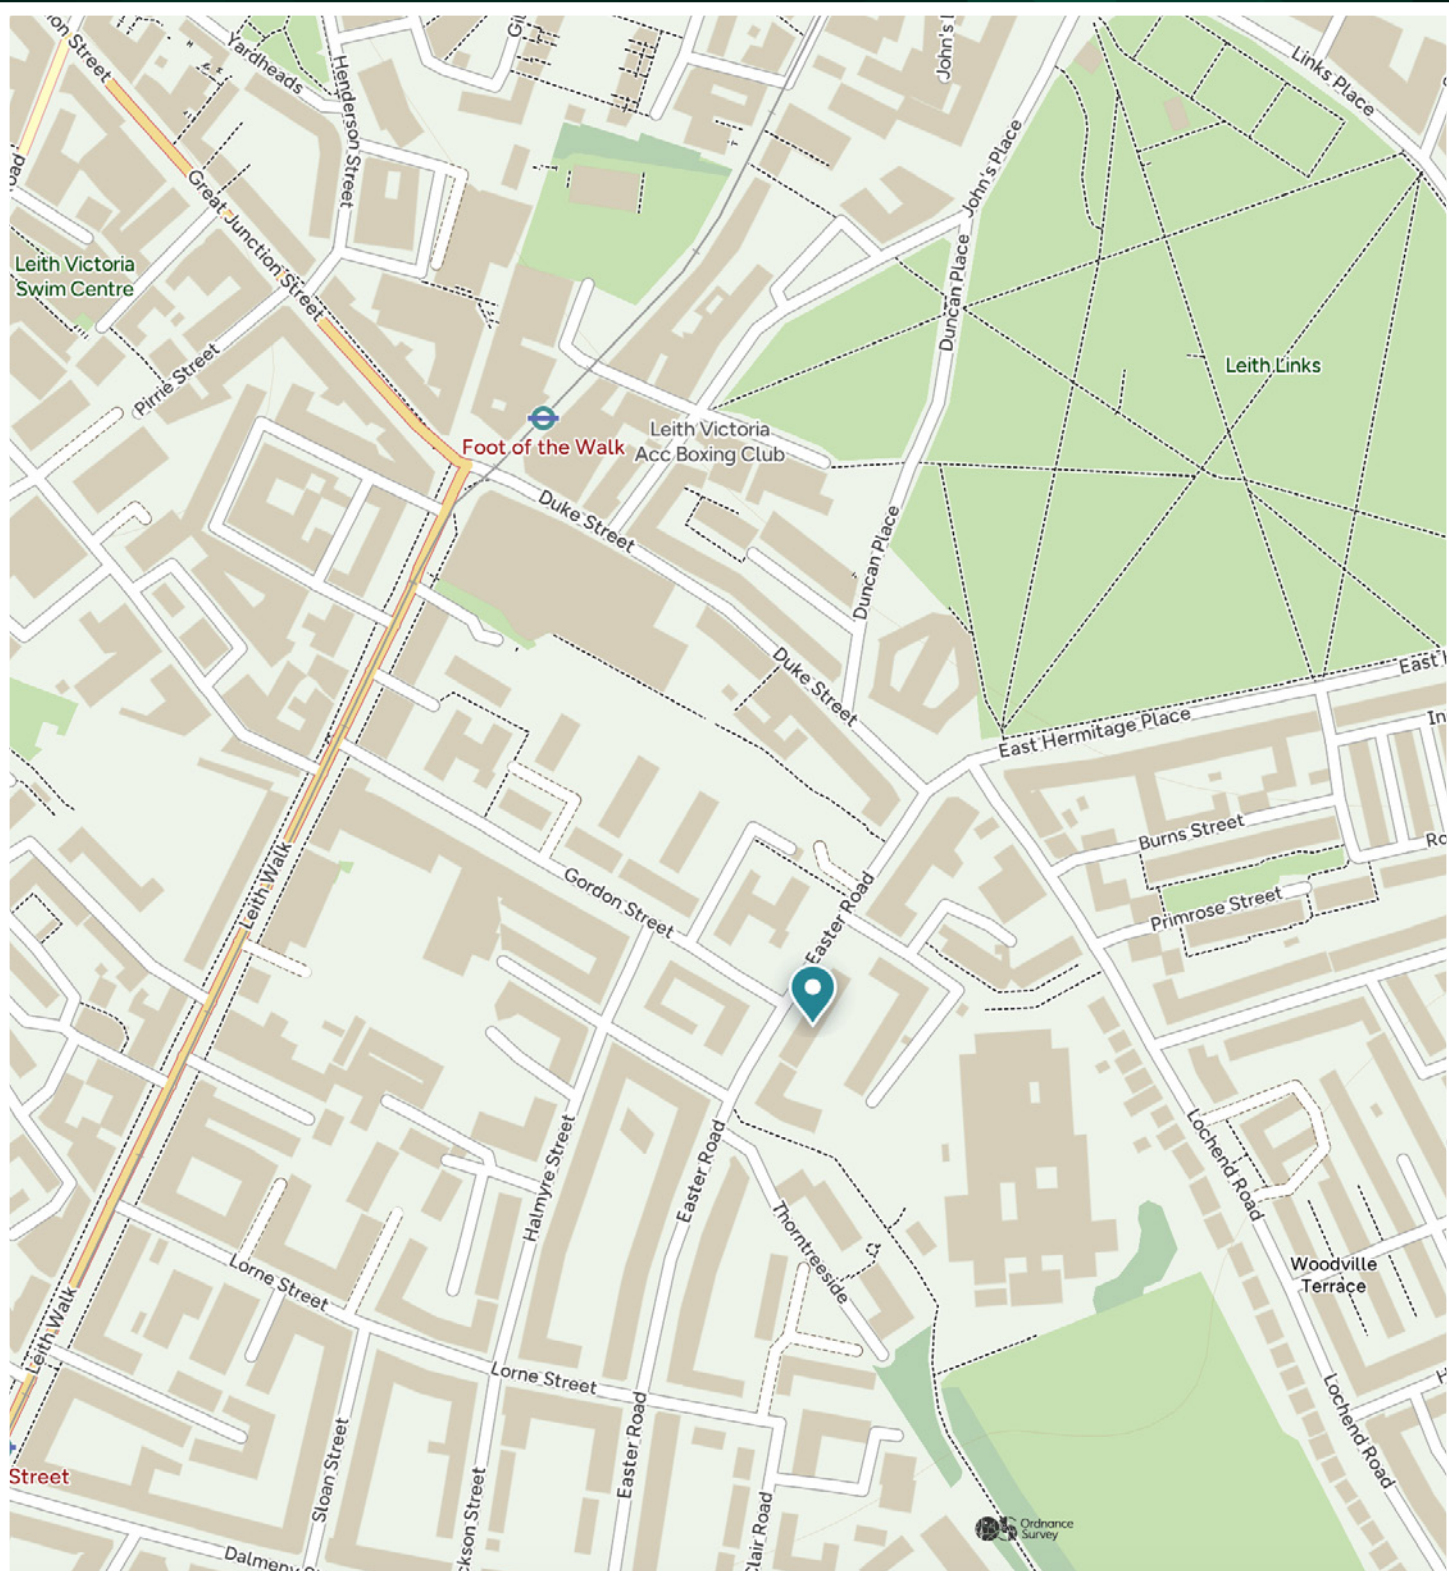 Yardheads
Henderson Street
John's Place
Links Place
Great Junction Street
Leith Victoria
Swim Centre
Duncan Place
Leith Links
Pirrie Street
Foot of the Walk
Leith Victoria
Acc Boxing Club
Duke Street
Duncan Place
Duke Street
East Hermitage Place
Burns Street
Leith Walk
Gordon Street
Easter Road
Primrose Street
Halmyre Street
Easter Road
Lochend Road
Thorntreeside
Woodville
Terrace
Lorne Street
Leith Walk
Lorne Street
Easter Road
Lochend Road
Street
Sloan Street
Ordnance
Survey